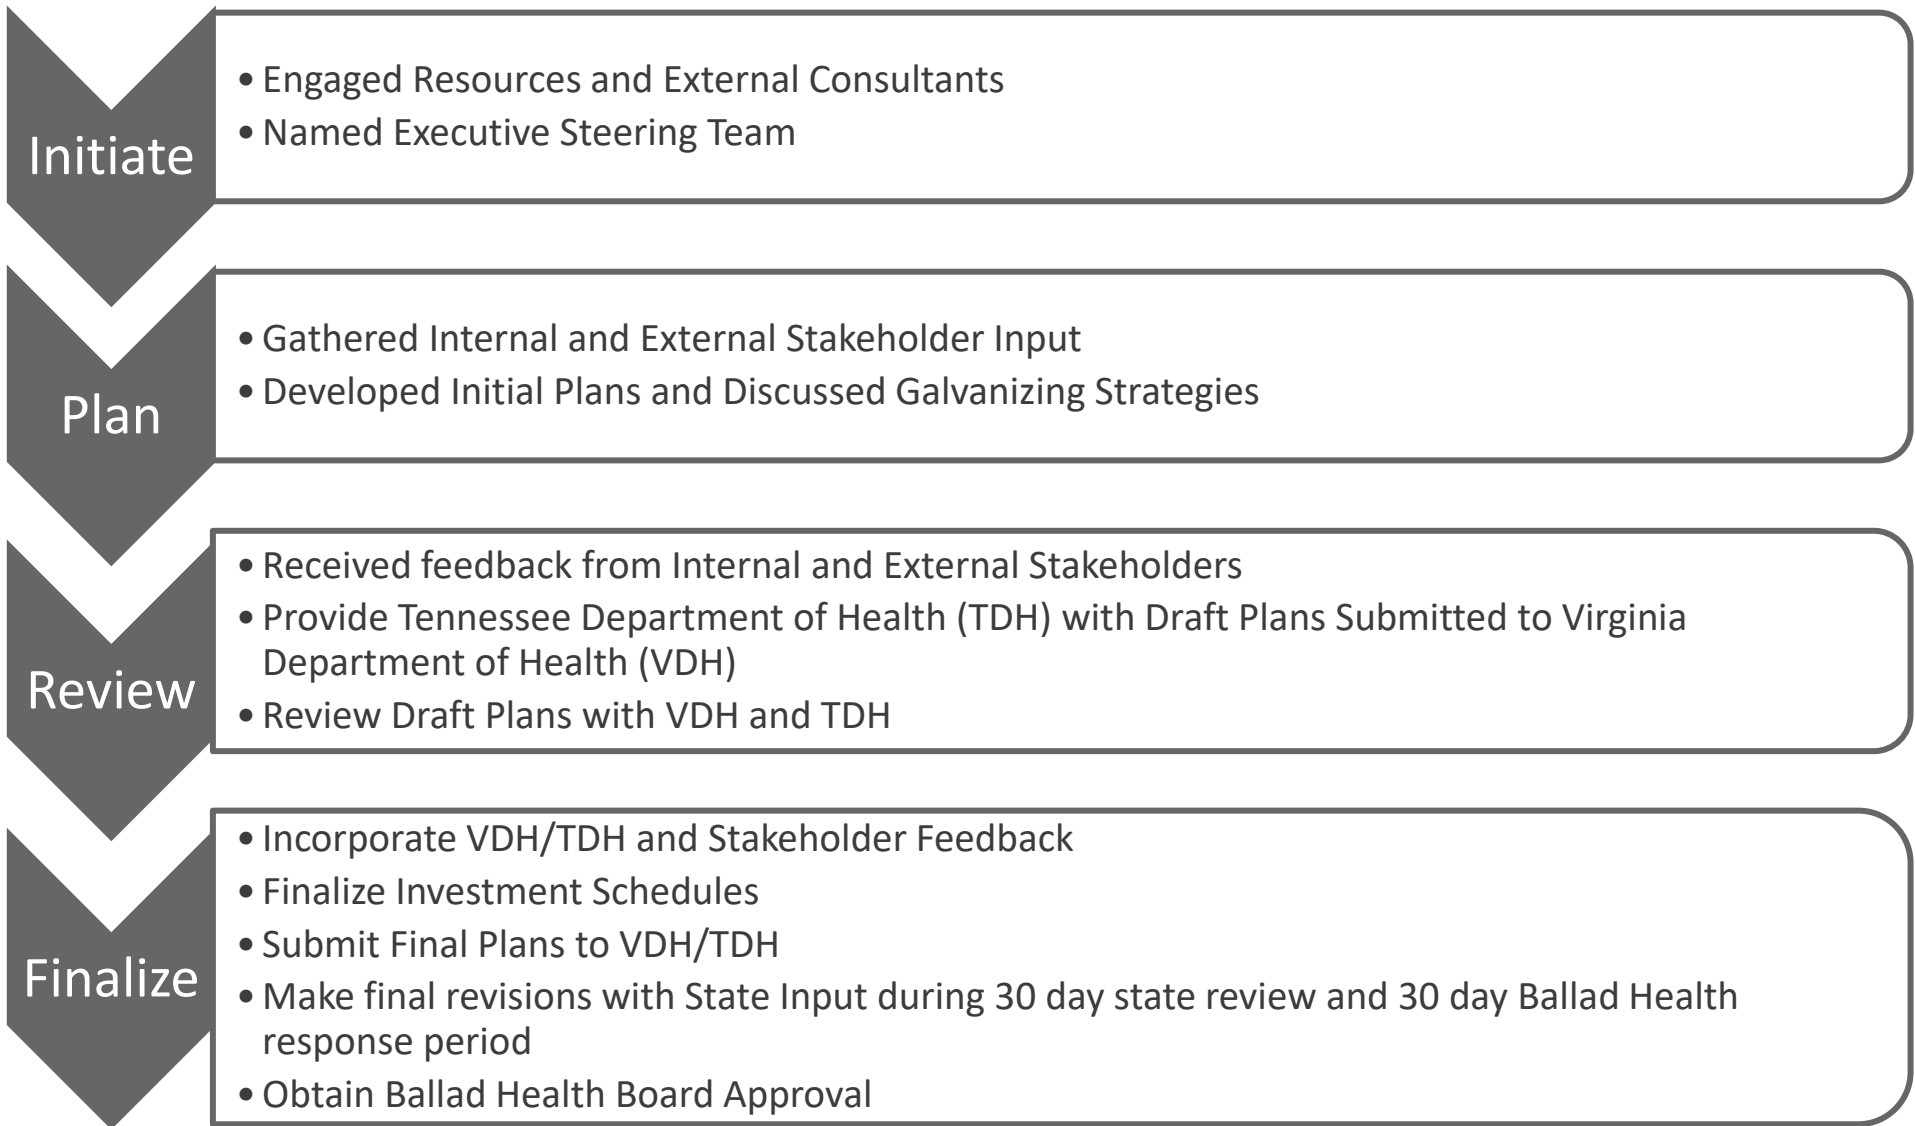 Initiate
• Engaged Resources and External Consultants
• Named Executive Steering Team
Plan
• Gathered Internal and External Stakeholder Input
• Developed Initial Plans and Discussed Galvanizing Strategies
Review
• Received feedback from Internal and External Stakeholders
• Provide Tennessee Department of Health (TDH) with Draft Plans Submitted to Virginia
Department of Health (VDH)
• Review Draft Plans with VDH and TDH
Finalize
• Incorporate VDH/TDH and Stakeholder Feedback
• Finalize Investment Schedules
• Submit Final Plans to VDH/TDH
• Make final revisions with State Input during 30 day state review and 30 day Ballad Health
response period
• Obtain Ballad Health Board Approval